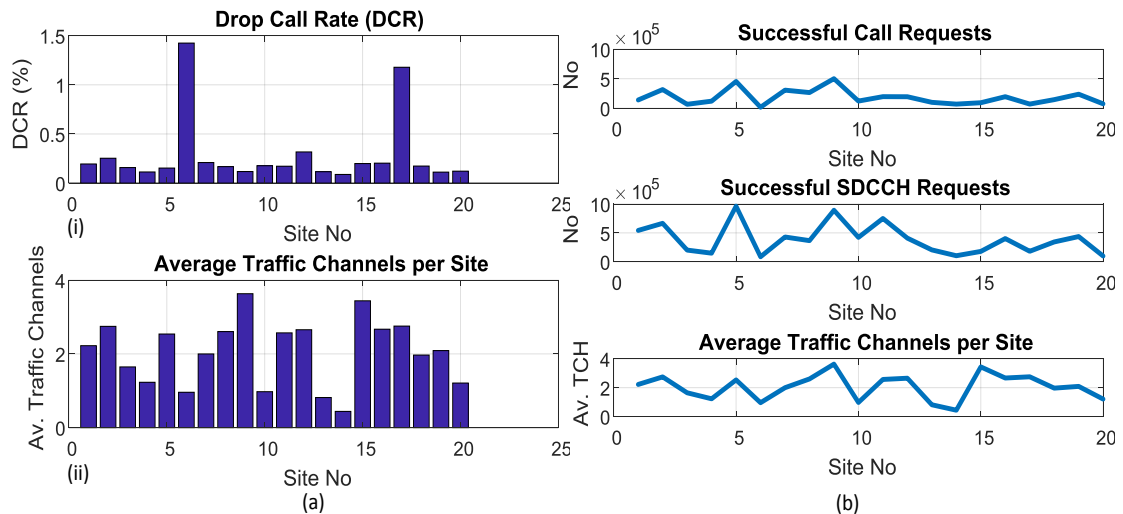 Drop Call Rate (DCR)
1.5
1
0.5
0
DCR (%)
0 5 10 15 20 25
Site No
(i)
Average Traffic Channels per Site
4
2
0
Av. Traffic Channels
0 5 10 15 20 25
Site No
(ii)
(a)
Successful Call Requests
× 10⁵
10
5
0
No
0 5 10 15 20
Site No
Successful SDCCH Requests
× 10⁵
10
5
0
No
0 5 10 15 20
Site No
Average Traffic Channels per Site
4
2
0
Av. TCH
0 5 10 15 20
Site No
(b)